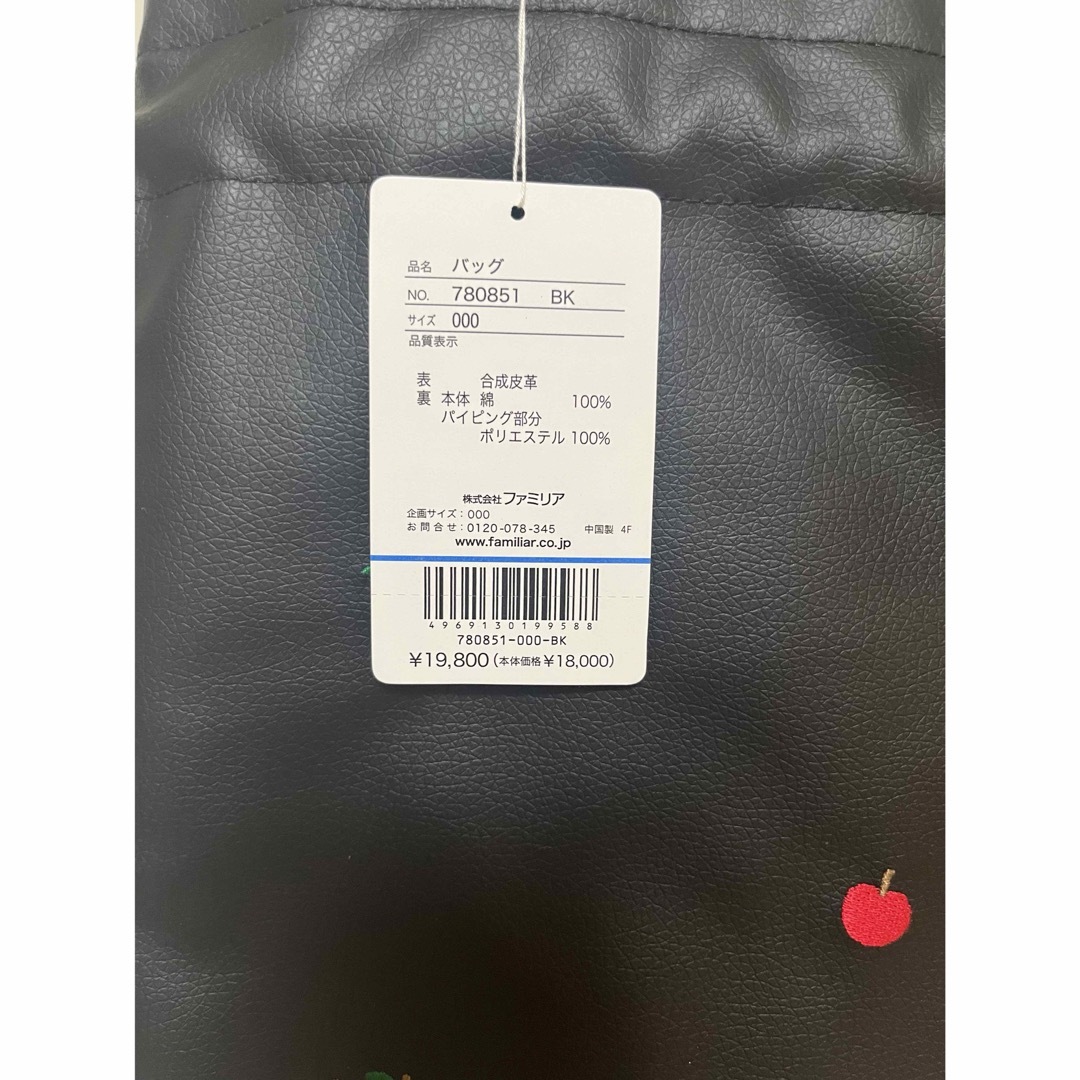 品名 バッグ
NO. 780851 BK
サイズ 000
品質表示
表 合成皮革
裏 本体 綿 100%
パイピング部分
ポリエステル 100%
株式会社 ファミリア
企画サイズ：000
お問合せ：0120-078-345 中国製 4F
www.familiar.co.jp
4969130199588
780851-000-BK
¥19,800(本体価格¥18,000)